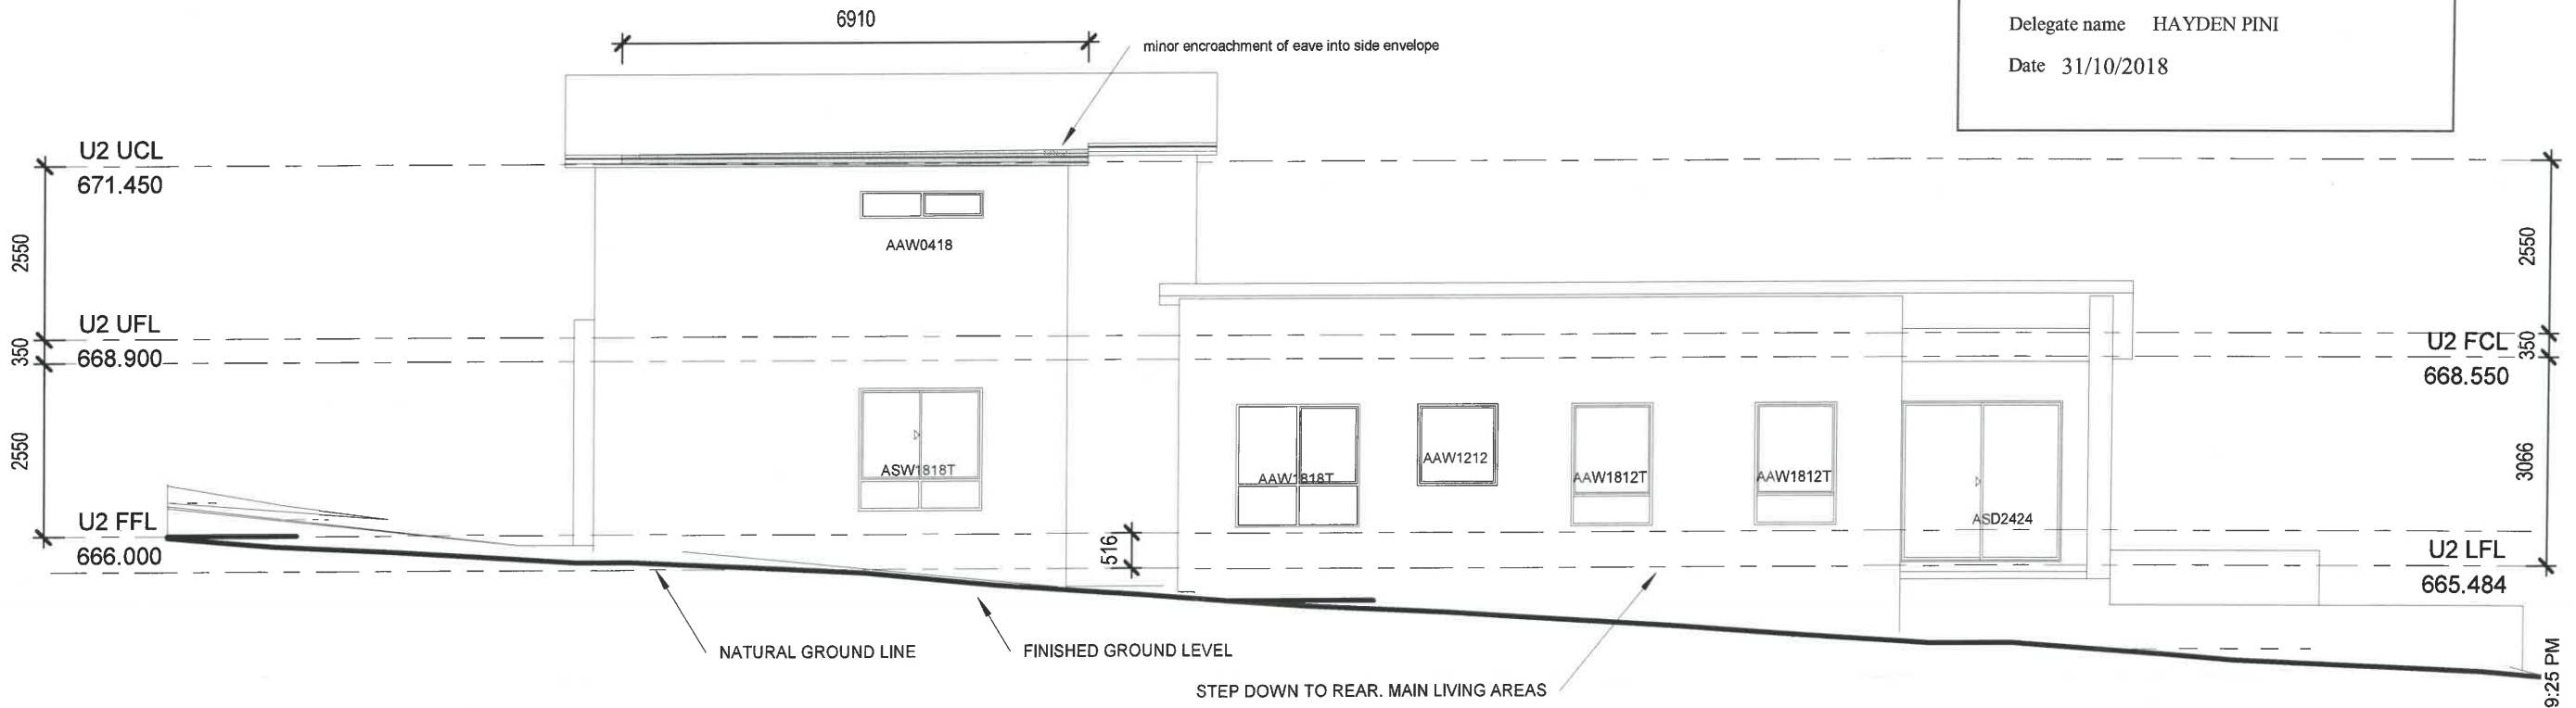 6910
minor encroachment of eave into side envelope
Delegate name HAYDEN PINI
Date 31/10/2018
U2 UCL
671.450
2550
2550
AAW0418
U2 UFL
668.900
350
U2 FCL
668.550
350
2550
3066
ASW1818T
AAW1818T
AAW1212
AAW1812T
AAW1812T
ASD2424
U2 FFL
666.000
516
U2 LFL
665.484
NATURAL GROUND LINE
FINISHED GROUND LEVEL
STEP DOWN TO REAR. MAIN LIVING AREAS
9:25 PM